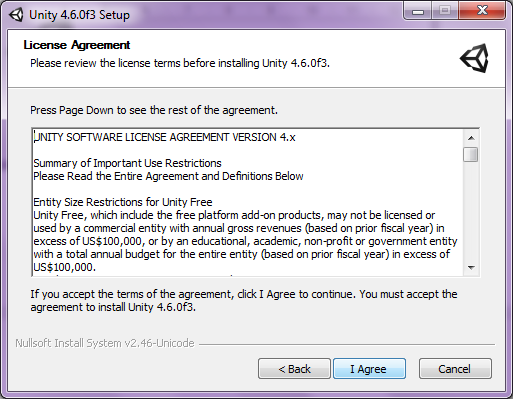 Unity 4.6.0f3 Setup
License Agreement
Please review the license terms before installing Unity 4.6.0f3.
Press Page Down to see the rest of the agreement.
UNITY SOFTWARE LICENSE AGREEMENT VERSION 4.x
Summary of Important Use Restrictions
Please Read the Entire Agreement and Definitions Below
Entity Size Restrictions for Unity Free
Unity Free, which include the free platform add-on products, may not be licensed or
used by a commercial entity with annual gross revenues (based on prior fiscal year) in
excess of US$100,000, or by an educational, academic, non-profit or government entity
with a total annual budget for the entire entity (based on prior fiscal year) in excess of
US$100,000.
If you accept the terms of the agreement, click I Agree to continue. You must accept the
agreement to install Unity 4.6.0f3.
Nullsoft Install System v2.46-Unicode
< Back
I Agree
Cancel